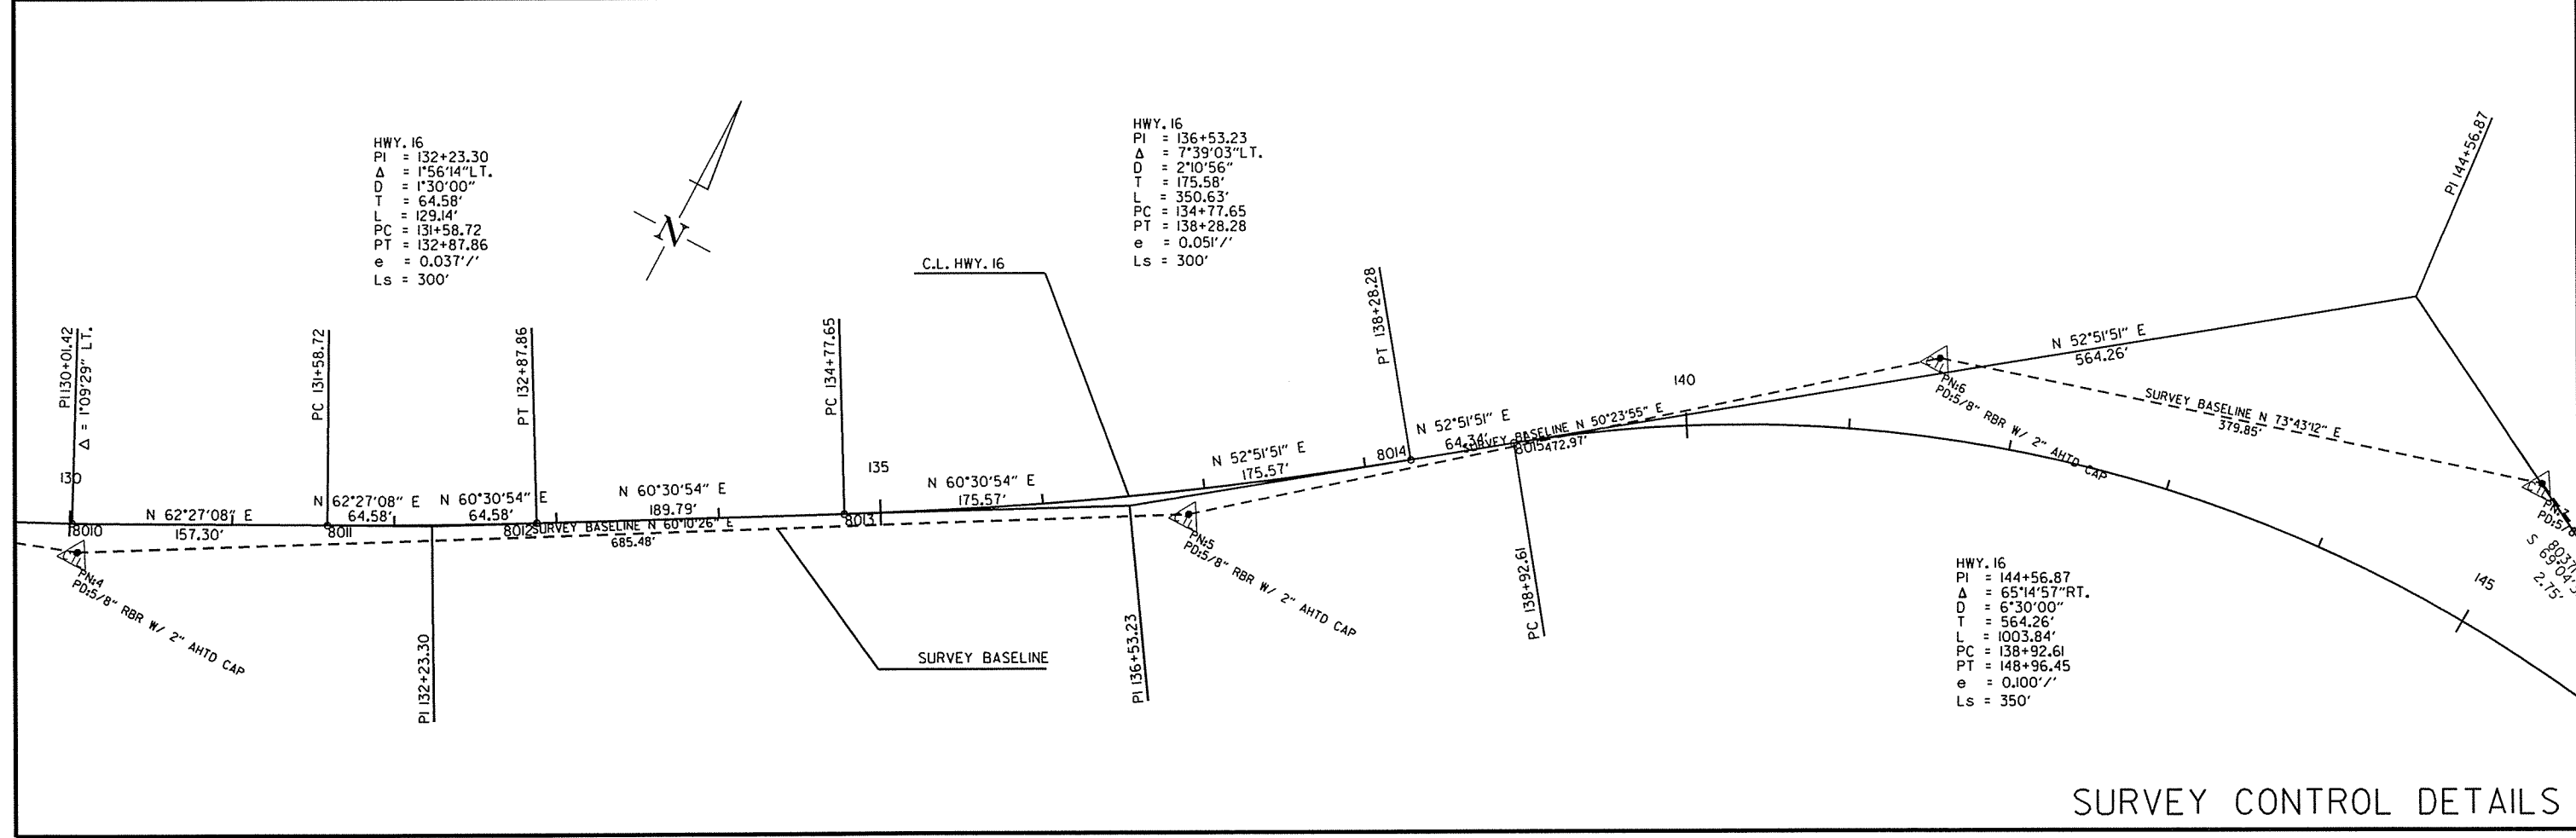 HWY. 16
PI = 132+23.30
Δ = 1°56'14"LT.
D = 1°30'00"
T = 64.58'
L = 129.14'
PC = 131+58.72
PT = 132+87.86
e = 0.037'/'
Ls = 300'
HWY. 16
PI = 136+53.23
Δ = 7°39'03"LT.
D = 2°10'56"
T = 175.58'
L = 350.63'
PC = 134+77.65
PT = 138+28.28
e = 0.051'/'
Ls = 300'
N
C.L. HWY. 16
PI 130+01.42
Δ = 1°09'29" LT.
PC 131+58.72
PT 132+87.86
PC 134+77.65
PT 138+28.28
PI 144+56.87
130
135
140
145
8010
N 62°27'08" E
157.30'
8011
N 62°27'08" E
64.58'
N 60°30'54" E
64.58'
8012
SURVEY BASELINE N 60°10'26" E
685.48'
N 60°30'54" E
189.79'
8013
N 60°30'54" E
175.57'
N 52°51'51" E
175.57'
8014
N 52°51'51" E
64.34'
SURVEY BASELINE N 50°23'55" E
8015
472.97'
N 52°51'51" E
564.26'
SURVEY BASELINE N 73°43'12" E
379.85'
PN:4
PD:5/8" RBR W/ 2" AHTD CAP
PN:5
PD:5/8" RBR W/ 2" AHTD CAP
PN:6
PD:5/8" RBR W/ 2" AHTD CAP
PD:5/8
8037
S 69°04'
2.75'
PI 132+23.30
PI 136+53.23
PC 138+92.61
SURVEY BASELINE
HWY. 16
PI = 144+56.87
Δ = 65°14'57"RT.
D = 6°30'00"
T = 564.26'
L = 1003.84'
PC = 138+92.61
PT = 148+96.45
e = 0.100'/'
Ls = 350'
SURVEY CONTROL DETAILS